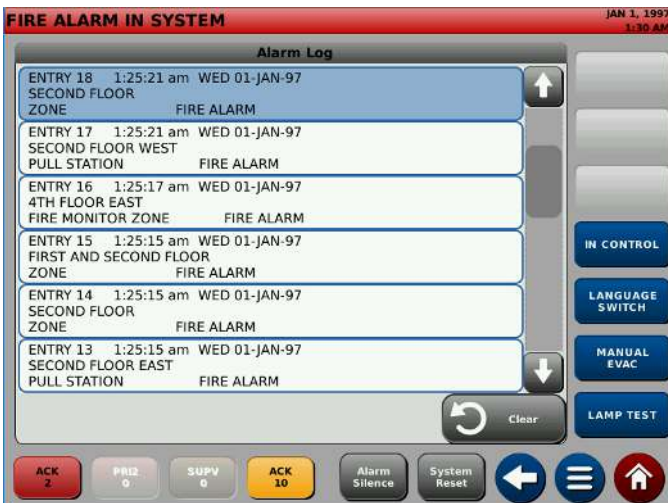 FIRE ALARM IN SYSTEM
JAN 1, 1997
1:30 AM
Alarm Log
ENTRY 18 1:25:21 am WED 01-JAN-97
SECOND FLOOR
ZONE FIRE ALARM
ENTRY 17 1:25:21 am WED 01-JAN-97
SECOND FLOOR WEST
PULL STATION FIRE ALARM
ENTRY 16 1:25:17 am WED 01-JAN-97
4TH FLOOR EAST
FIRE MONITOR ZONE FIRE ALARM
ENTRY 15 1:25:15 am WED 01-JAN-97
FIRST AND SECOND FLOOR
ZONE FIRE ALARM
ENTRY 14 1:25:15 am WED 01-JAN-97
SECOND FLOOR
ZONE FIRE ALARM
ENTRY 13 1:25:15 am WED 01-JAN-97
SECOND FLOOR EAST
PULL STATION FIRE ALARM
Clear
IN CONTROL
LANGUAGE
SWITCH
MANUAL
EVAC
LAMP TEST
ACK
2
PRI2
0
SUPV
0
ACK
10
Alarm
Silence
System
Reset